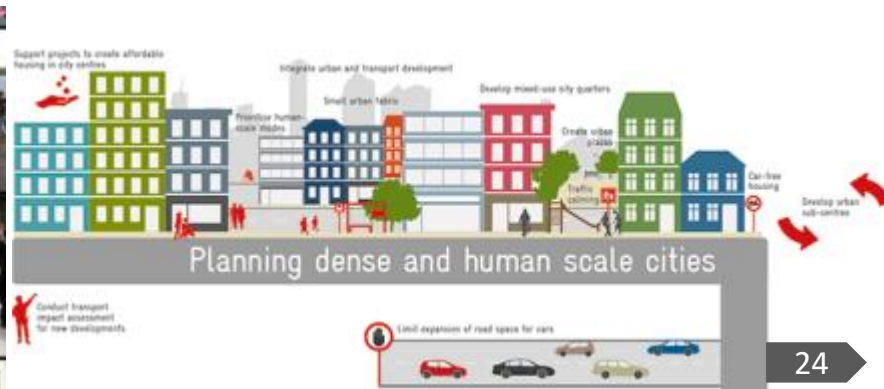 Support projects to create affordable
housing in city centres
Integrate urban and transport development
Small urban fabric
Prioritise human-
scale modes
Develop mixed-use city quarters
Create urban
plazas
Traffic
calming
Car-free
housing
Develop urban
sub-centres
Planning dense and human scale cities
Conduct transport
impact assessment
for new developments
Limit expansion of road space for cars
24